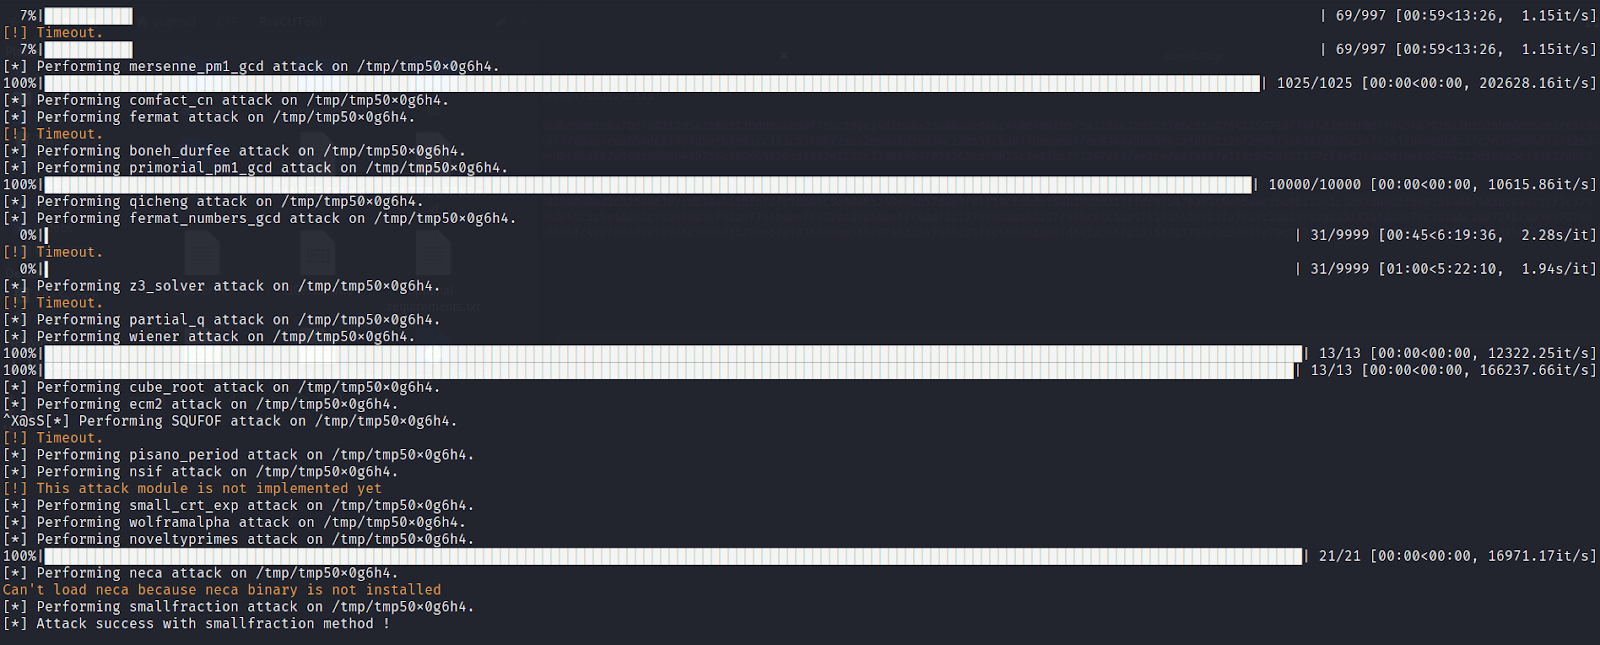 7%| | 69/997 [00:59<13:26, 1.15it/s]
[!] Timeout.
7%| | 69/997 [00:59<13:26, 1.15it/s]
[*] Performing mersenne_pm1_gcd attack on /tmp/tmp50×0g6h4.
100%| | 1025/1025 [00:00<00:00, 202628.16it/s]
[*] Performing comfact_cn attack on /tmp/tmp50×0g6h4.
[*] Performing fermat attack on /tmp/tmp50×0g6h4.
[!] Timeout.
[*] Performing boneh_durfee attack on /tmp/tmp50×0g6h4.
[*] Performing primorial_pm1_gcd attack on /tmp/tmp50×0g6h4.
100%| | 10000/10000 [00:00<00:00, 10615.86it/s]
[*] Performing qicheng attack on /tmp/tmp50×0g6h4.
[*] Performing fermat_numbers_gcd attack on /tmp/tmp50×0g6h4.
0%| | 31/9999 [00:45<6:19:36, 2.28s/it]
[!] Timeout.
0%| | 31/9999 [01:00<5:22:10, 1.94s/it]
[*] Performing z3_solver attack on /tmp/tmp50×0g6h4.
[!] Timeout.
[*] Performing partial_q attack on /tmp/tmp50×0g6h4.
[*] Performing wiener attack on /tmp/tmp50×0g6h4.
100%| | 13/13 [00:00<00:00, 12322.25it/s]
100%| | 13/13 [00:00<00:00, 166237.66it/s]
[*] Performing cube_root attack on /tmp/tmp50×0g6h4.
[*] Performing ecm2 attack on /tmp/tmp50×0g6h4.
^X@sS[*] Performing SQUFOF attack on /tmp/tmp50×0g6h4.
[!] Timeout.
[*] Performing pisano_period attack on /tmp/tmp50×0g6h4.
[*] Performing nsif attack on /tmp/tmp50×0g6h4.
[!] This attack module is not implemented yet
[*] Performing small_crt_exp attack on /tmp/tmp50×0g6h4.
[*] Performing wolframalpha attack on /tmp/tmp50×0g6h4.
[*] Performing noveltyprimes attack on /tmp/tmp50×0g6h4.
100%| | 21/21 [00:00<00:00, 16971.17it/s]
[*] Performing neca attack on /tmp/tmp50×0g6h4.
Can't load neca because neca binary is not installed
[*] Performing smallfraction attack on /tmp/tmp50×0g6h4.
[*] Attack success with smallfraction method !